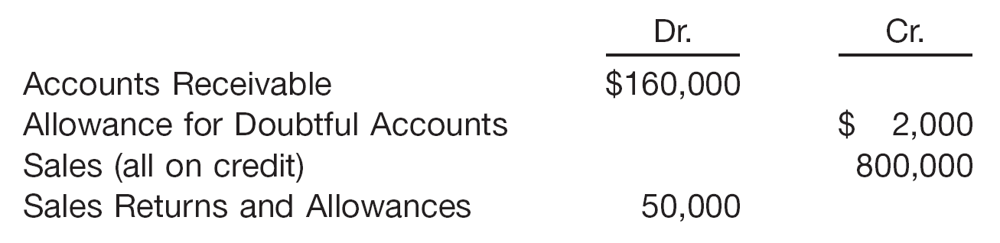 Dr. Cr.
Accounts Receivable $160,000
Allowance for Doubtful Accounts $ 2,000
Sales (all on credit) 800,000
Sales Returns and Allowances 50,000